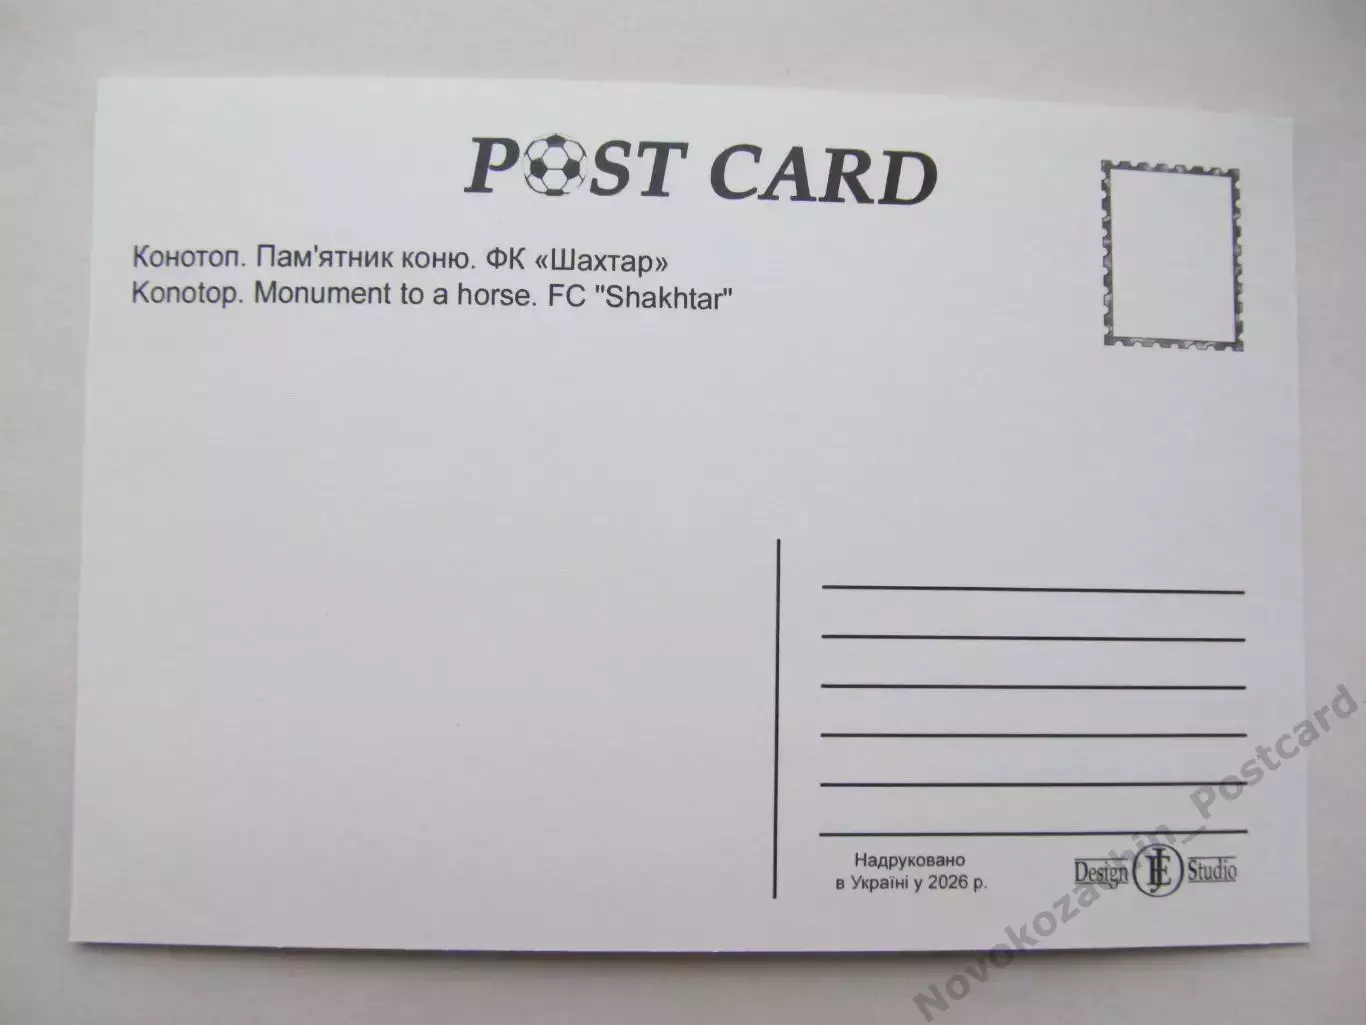 POST CARD
Конотоп. Пам'ятник коню. ФК «Шахтар»
Konotop. Monument to a horse. FC "Shakhtar"
Надруковано
в Україні у 2026 р.
Design Studio
Novokozachin_Postcard